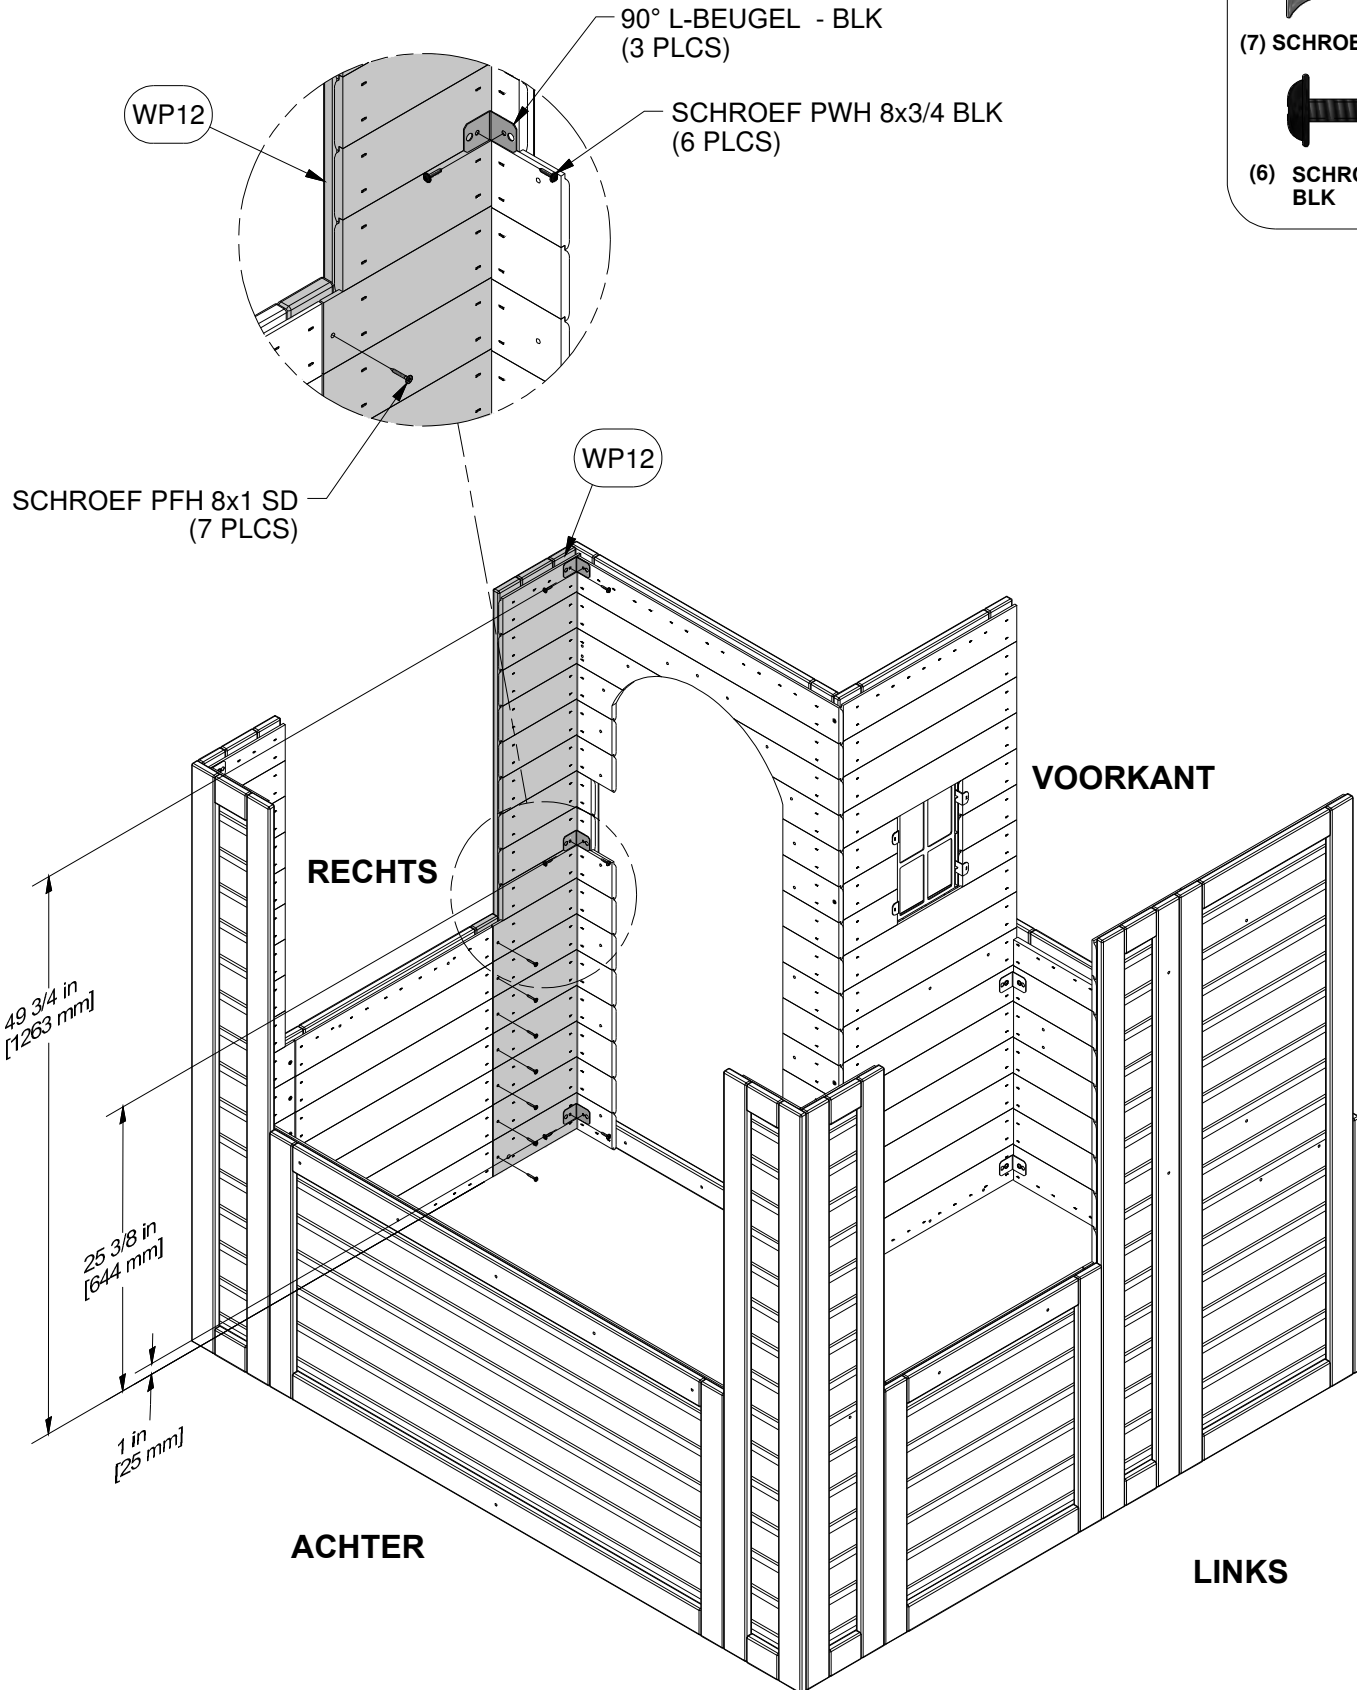 90° L-BEUGEL - BLK
(3 PLCS)
WP12
SCHROEF PWH 8x3/4 BLK
(6 PLCS)
(7) SCHROE
(6) SCHRO
BLK
WP12
SCHROEF PFH 8x1 SD
(7 PLCS)
VOORKANT
RECHTS
49 3/4 in
[1263 mm]
25 3/8 in
[644 mm]
1 in
[25 mm]
ACHTER
LINKS